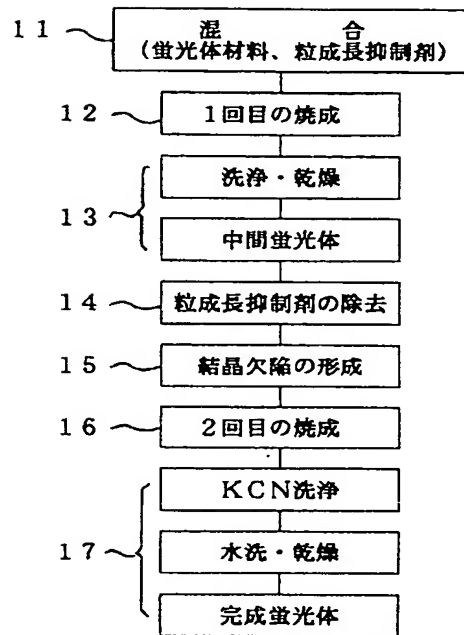 11
混 合
(蛍光体材料、粒成長抑制剤)
12
1回目の焼成
13
洗浄・乾燥
中間蛍光体
14
粒成長抑制剤の除去
15
結晶欠陥の形成
16
2回目の焼成
17
KCN洗浄
水洗・乾燥
完成蛍光体